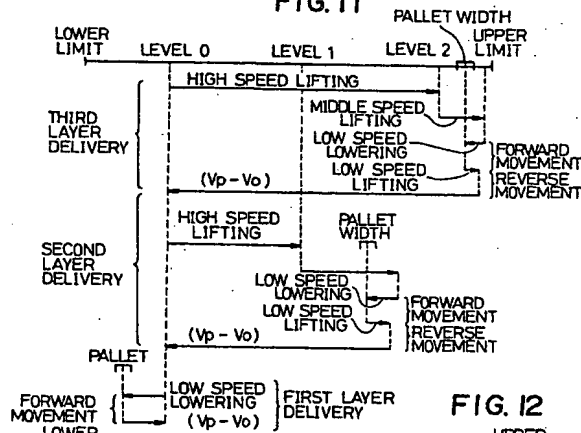 FIG. 11
PALLET WIDTH
LOWER LIMIT
LEVEL 0
LEVEL 1
LEVEL 2
UPPER LIMIT
HIGH SPEED LIFTING
THIRD LAYER DELIVERY
MIDDLE SPEED LIFTING
LOW SPEED LOWERING
FORWARD MOVEMENT
LOW SPEED LIFTING
REVERSE MOVEMENT
(Vp-Vo)
HIGH SPEED LIFTING
PALLET WIDTH
SECOND LAYER DELIVERY
LOW SPEED LOWERING
FORWARD MOVEMENT
LOW SPEED LIFTING
REVERSE MOVEMENT
(Vp-Vo)
PALLET
LOW SPEED LOWERING
FIRST LAYER DELIVERY
FORWARD MOVEMENT
(Vp-Vo)
FIG. 12
LOWER
UPPER